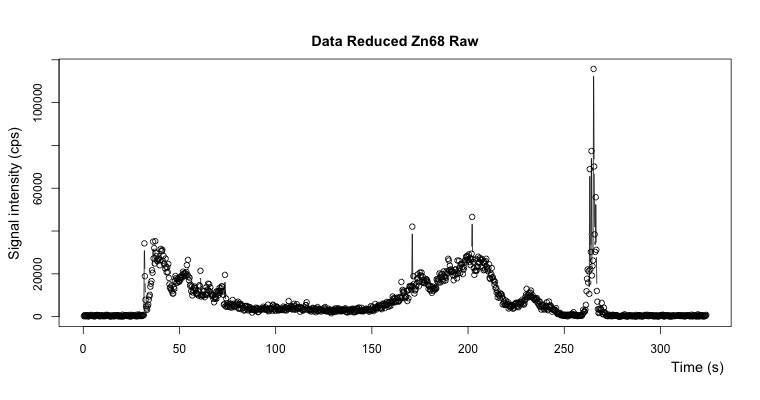 Data Reduced Zn68 Raw
Signal intensity (cps)
100000
60000
20000
0
0 50 100 150 200 250 300
Time (s)